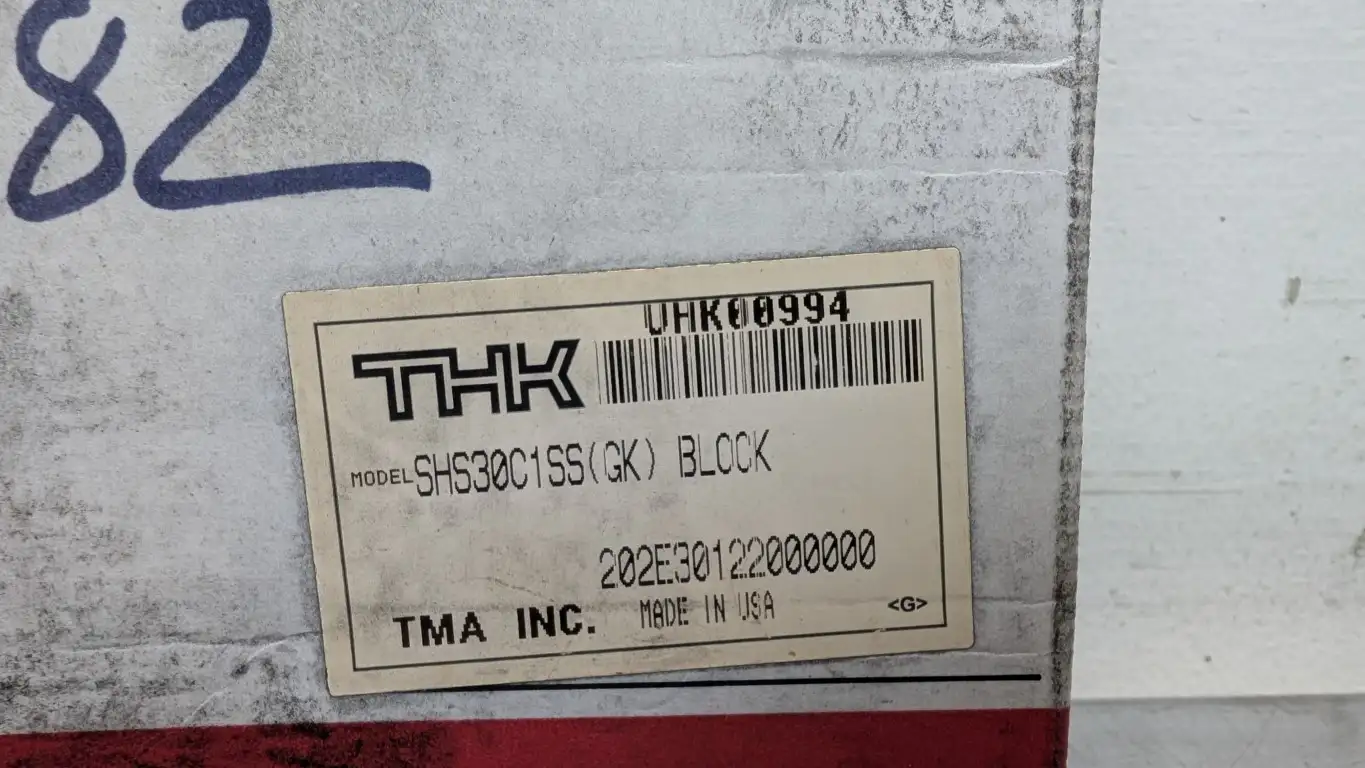 82
UHK00994
THK
MODEL SHS30C1SS(GK) BLOCK
202E30122000000
TMA INC. MADE IN USA <G>